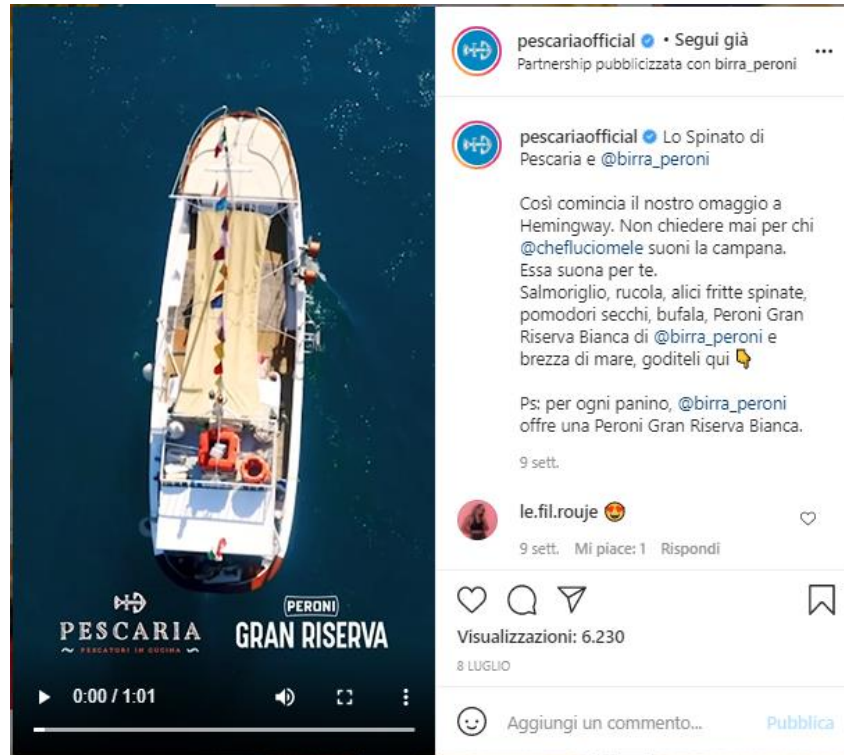 pescariaofficial • Segui già
Partnership pubblicizzata con birra_peroni
pescariaofficial Lo Spinato di
Pescaria e @birra_peroni
Così comincia il nostro omaggio a
Hemingway. Non chiedere mai per chi
@chefluciomele suoni la campana.
Essa suona per te.
Salmoriglio, rucola, alici fritte spinate,
pomodori secchi, bufala, Peroni Gran
Riserva Bianca di @birra_peroni e
brezza di mare, goditeli qui 👇
Ps: per ogni panino, @birra_peroni
offre una Peroni Gran Riserva Bianca.
9 sett.
le.fil.rouje 😍
9 sett. Mi piace: 1 Rispondi
Visualizzazioni: 6.230
8 LUGLIO
Aggiungi un commento... Pubblica
PESCARIA
PESCATORI IN CUCINA
PERONI
GRAN RISERVA
0:00 / 1:01